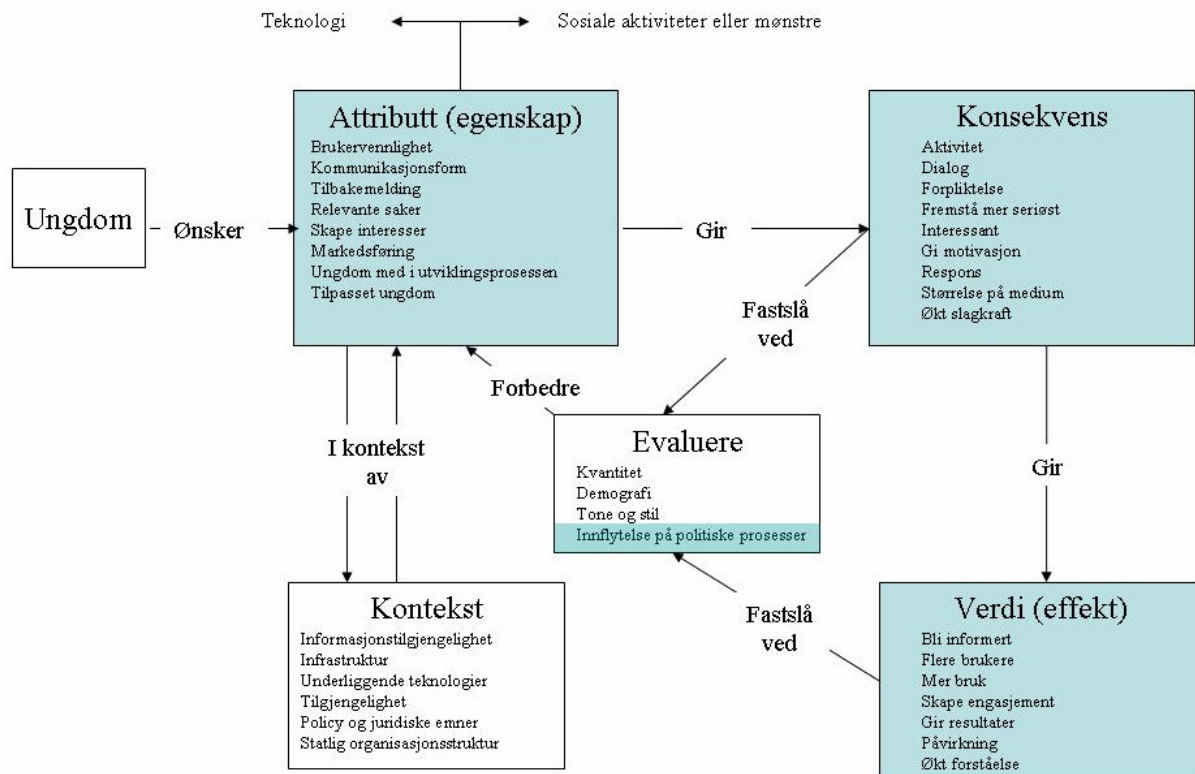 Teknologi
Sosiale aktiviteter eller mønstre
Attributt (egenskap)
Brukervennlighet
Kommunikasjonsform
Tilbakemelding
Relevante saker
Skape interesser
Markedsføring
Ungdom med i utviklingsprosessen
Tilpasset ungdom
Konsekvens
Aktivitet
Dialog
Forpliktelse
Fremstå mer seriøst
Interessant
Gi motivasjon
Respons
Størrelse på medium
Økt slagkraft
Ungdom
Ønsker
Gir
Fastslå
ved
Forbedre
I kontekst
av
Evaluere
Kvantitet
Demografi
Tone og stil
Innflytelse på politiske prosesser
Gir
Kontekst
Informasjonstilgjengelighet
Infrastruktur
Underliggende teknologier
Tilgjengelighet
Policy og juridiske emner
Statlig organisasjonsstruktur
Fastslå
ved
Verdi (effekt)
Bli informert
Flere brukere
Mer bruk
Skape engasjement
Gir resultater
Påvirkning
Økt forståelse